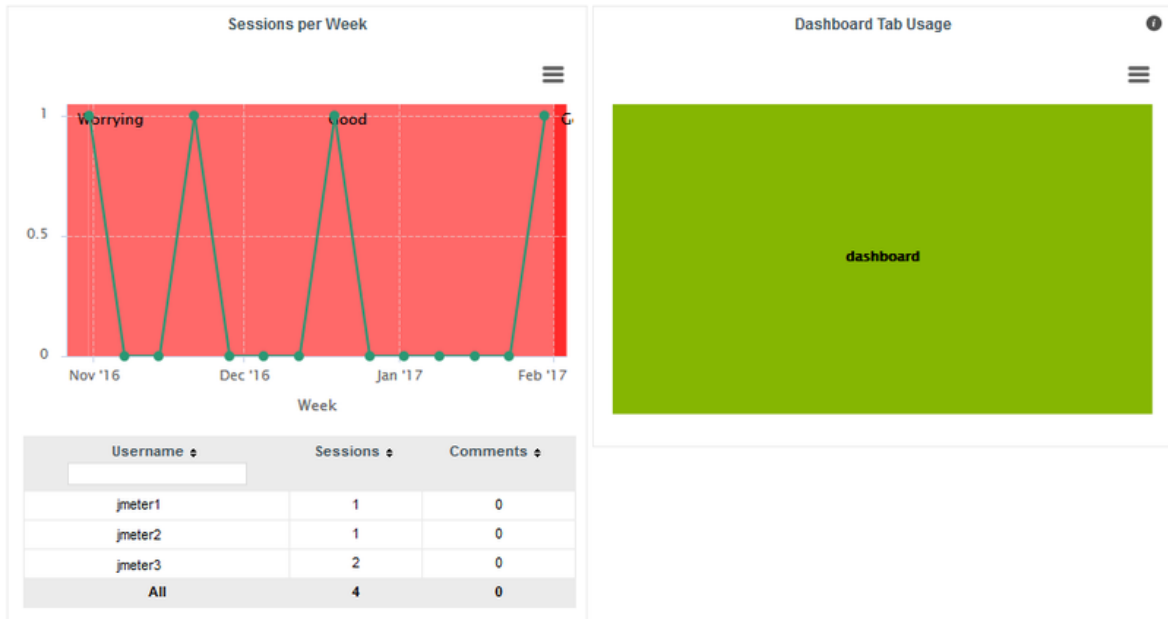 Sessions per Week
1
Worrying
Good
0.5
0
Nov '16 Dec '16 Jan '17 Feb '17
Week
Username Sessions Comments
jmeter1 1 0
jmeter2 1 0
jmeter3 2 0
All 4 0
Dashboard Tab Usage
dashboard